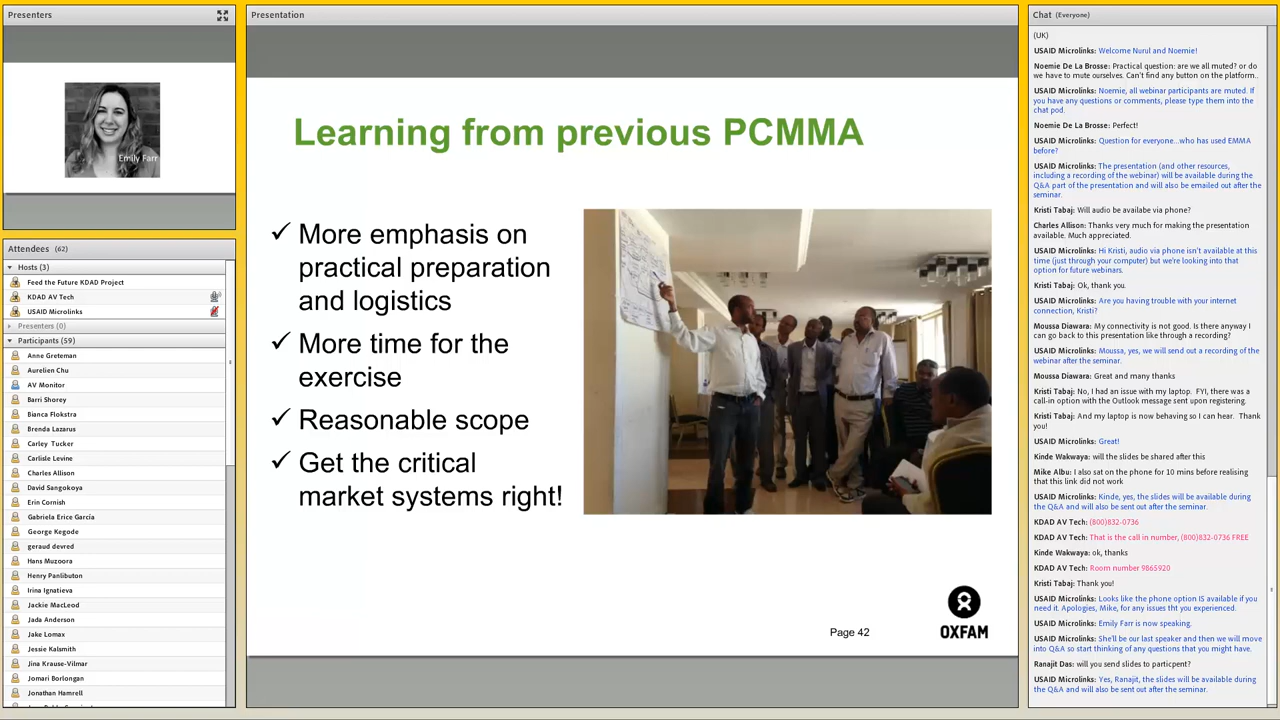 Presenters
Emily Farr
Attendees (62)
Hosts (3)
Feed the Future KDAD Project
KDAD AV Tech
USAID Microlinks
Presenters (0)
Participants (59)
Anne Greteman
Aurelien Chu
AV Monitor
Barri Shorey
Bianca Flokstra
Brenda Lazarus
Carley Tucker
Carlisle Levine
Charles Allison
David Sangokoya
Erin Cornish
Gabriela Erice García
George Kegode
geraud devred
Hans Muzoora
Henry Panlibuton
Irina Ignatieva
Jackie MacLeod
Jada Anderson
Jake Lomax
Jessie Kalsmith
Jina Krause-Vilmar
Jomari Borlongan
Jonathan Hamrell
Presentation
Learning from previous PCMMA
✓ More emphasis on
practical preparation
and logistics
✓ More time for the
exercise
✓ Reasonable scope
✓ Get the critical
market systems right!
OXFAM
Page 42
Chat (Everyone)
(UK)
USAID Microlinks: Welcome Nurul and Noemie!
Noemie De La Brosse: Practical question: are we all muted? or do
we have to mute ourselves. Can't find any button on the platform..
USAID Microlinks: Noemie, all webinar participants are muted. If
you have any questions or comments, please type them into the
chat pod.
Noemie De La Brosse: Perfect!
USAID Microlinks: Question for everyone...who has used EMMA
before?
USAID Microlinks: The presentation (and other resources,
including a recording of the webinar) will be available during the
Q&A part of the presentation and will also be emailed out after the
seminar.
Kristi Tabaj: Will audio be availabe via phone?
Charles Allison: Thanks very much for making the presentation
available. Much appreciated.
USAID Microlinks: Hi Kristi, audio via phone isn't available at this
time (just through your computer) but we're looking into that
option for future webinars.
Kristi Tabaj: Ok, thank you.
USAID Microlinks: Are you having trouble with your internet
connection, Kristi?
Moussa Diawara: My connectivity is not good. Is there anyway I
can go back to this presentation like through a recording?
USAID Microlinks: Moussa, yes, we will send out a recording of the
webinar after the seminar.
Moussa Diawara: Great and many thanks
Kristi Tabaj: No, I had an issue with my laptop. FYI, there was a
call-in option with the Outlook message sent upon registering.
Kristi Tabaj: And my laptop is now behaving so I can hear. Thank
you!
USAID Microlinks: Great!
Kinde Wakwaya: will the slides be shared after this
Mike Albu: I also sat on the phone for 10 mins before realising
that this link did not work
USAID Microlinks: Kinde, yes, the slides will be available during
the Q&A and will also be sent out after the seminar.
KDAD AV Tech: (800)832-0736
KDAD AV Tech: That is the call in number, (800)832-0736 FREE
Kinde Wakwaya: ok, thanks
KDAD AV Tech: Room number 9865920
Kristi Tabaj: Thank you!
USAID Microlinks: Looks like the phone option IS available if you
need it. Apologies, Mike, for any issues tht you experienced.
USAID Microlinks: Emily Farr is now speaking.
USAID Microlinks: She'll be our last speaker and then we will move
into Q&A so start thinking of any questions that you might have.
Ranajit Das: will you send slides to particpent?
USAID Microlinks: Yes, Ranajit, the slides will be available during
the Q&A and will also be sent out after the seminar.